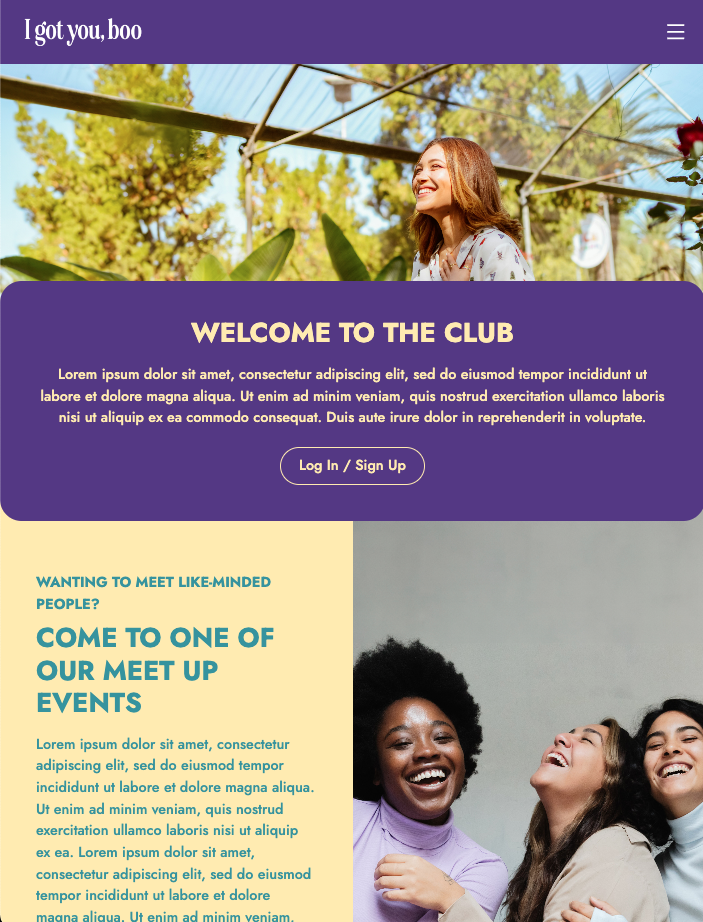 I got you, boo
WELCOME TO THE CLUB
Lorem ipsum dolor sit amet, consectetur adipiscing elit, sed do eiusmod tempor incididunt ut
labore et dolore magna aliqua. Ut enim ad minim veniam, quis nostrud exercitation ullamco laboris
nisi ut aliquip ex ea commodo consequat. Duis aute irure dolor in reprehenderit in voluptate.
Log In / Sign Up
WANTING TO MEET LIKE-MINDED
PEOPLE?
COME TO ONE OF
OUR MEET UP
EVENTS
Lorem ipsum dolor sit amet, consectetur
adipiscing elit, sed do eiusmod tempor
incididunt ut labore et dolore magna aliqua.
Ut enim ad minim veniam, quis nostrud
exercitation ullamco laboris nisi ut aliquip
ex ea. Lorem ipsum dolor sit amet,
consectetur adipiscing elit, sed do eiusmod
tempor incididunt ut labore et dolore
magna aliqua. Ut enim ad minim veniam,